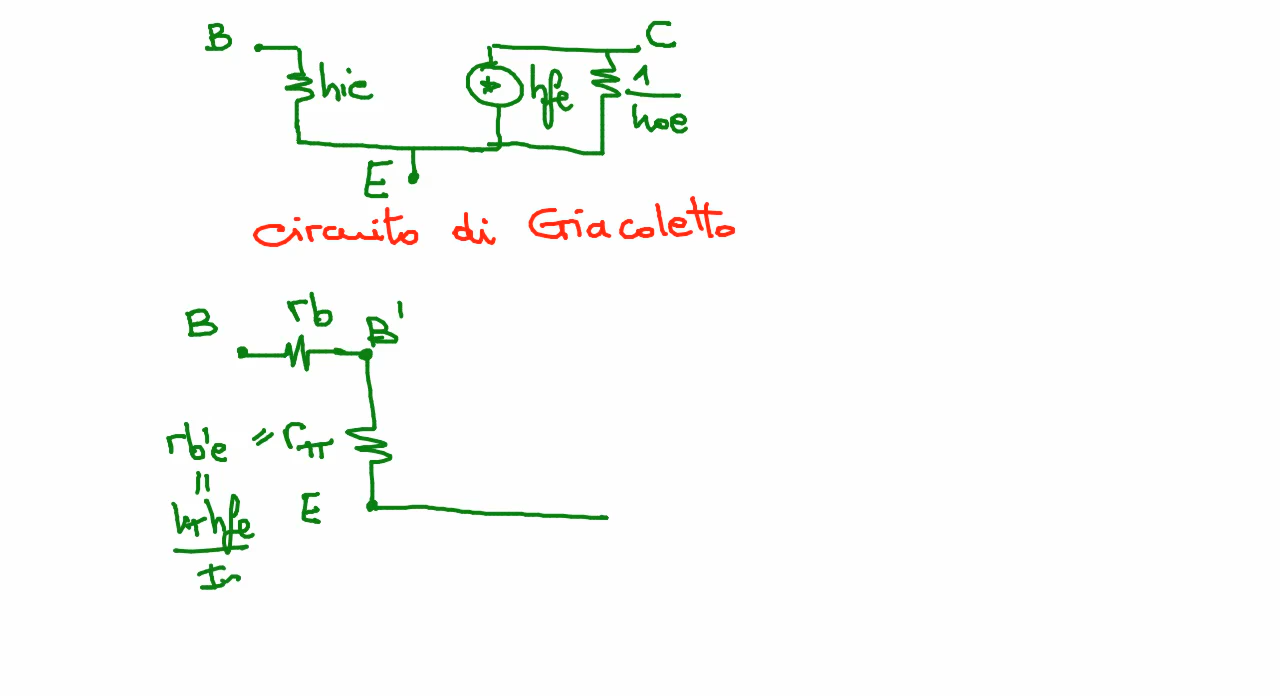 B C
hie hfe 1
hoe
E
circuito di Giacoletto
B rb B'
rb'e = rπ
=
E